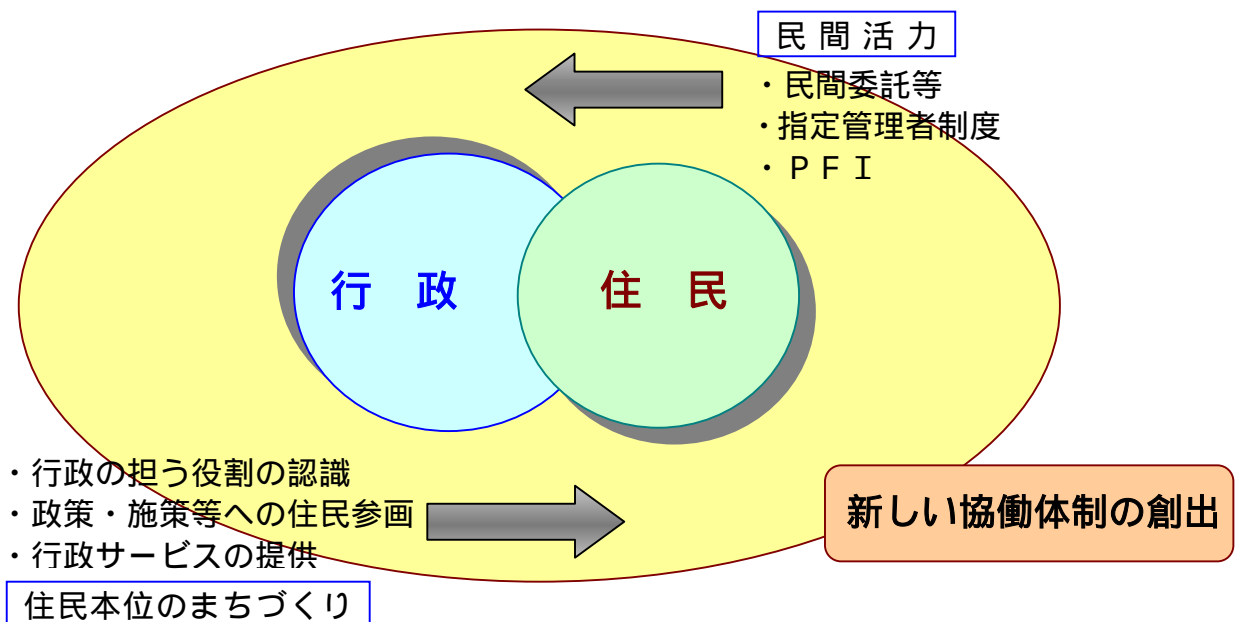 民間活力
・民間委託等
・指定管理者制度
・ＰＦＩ
行　政
住　民
・行政の担う役割の認識
・政策・施策等への住民参画
・行政サービスの提供
新しい協働体制の創出
住民本位のまちづくり